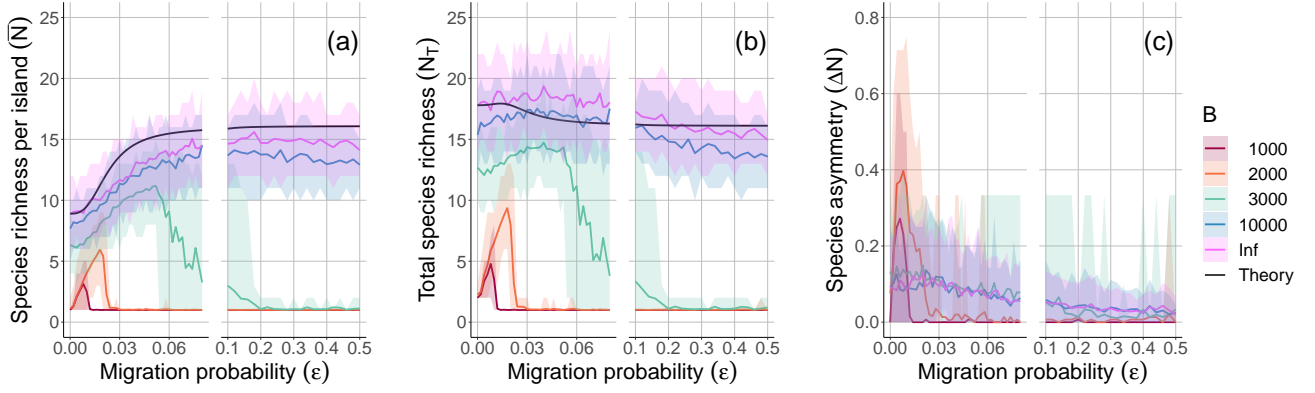 Species richness per island (N̅)
25
20
15
10
5
0
(a)
0.00 0.03 0.06 0.1 0.2 0.3 0.4 0.5
Migration probability (ε)
Total species richness (N_T)
25
20
15
10
5
0
(b)
0.00 0.03 0.06 0.1 0.2 0.3 0.4 0.5
Migration probability (ε)
Species asymmetry (ΔN)
0.8
0.6
0.4
0.2
0.0
(c)
0.00 0.03 0.06 0.1 0.2 0.3 0.4 0.5
Migration probability (ε)
B
1000
2000
3000
10000
Inf
Theory